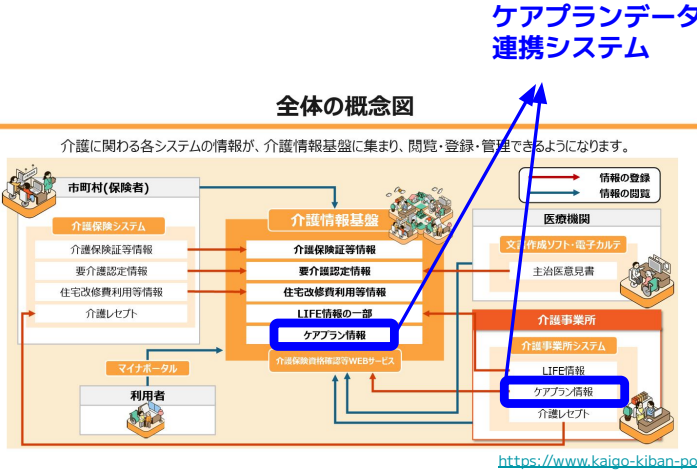 ケアプランデータ
連携システム
全体の概念図
介護に関わる各システムの情報が、介護情報基盤に集まり、閲覧・登録・管理できるようになります。
情報の登録
情報の閲覧
市町村(保険者)
介護保険システム
介護保険証等情報
要介護認定情報
住宅改修費利用等情報
介護レセプト
介護情報基盤
介護保険証等情報
要介護認定情報
住宅改修費利用等情報
LIFE情報の一部
ケアプラン情報
介護保険資格確認等WEBサービス
医療機関
文書作成ソフト・電子カルテ
主治医意見書
介護事業所
介護事業所システム
LIFE情報
ケアプラン情報
介護レセプト
マイナポータル
利用者
https://www.kaigo-kiban-po